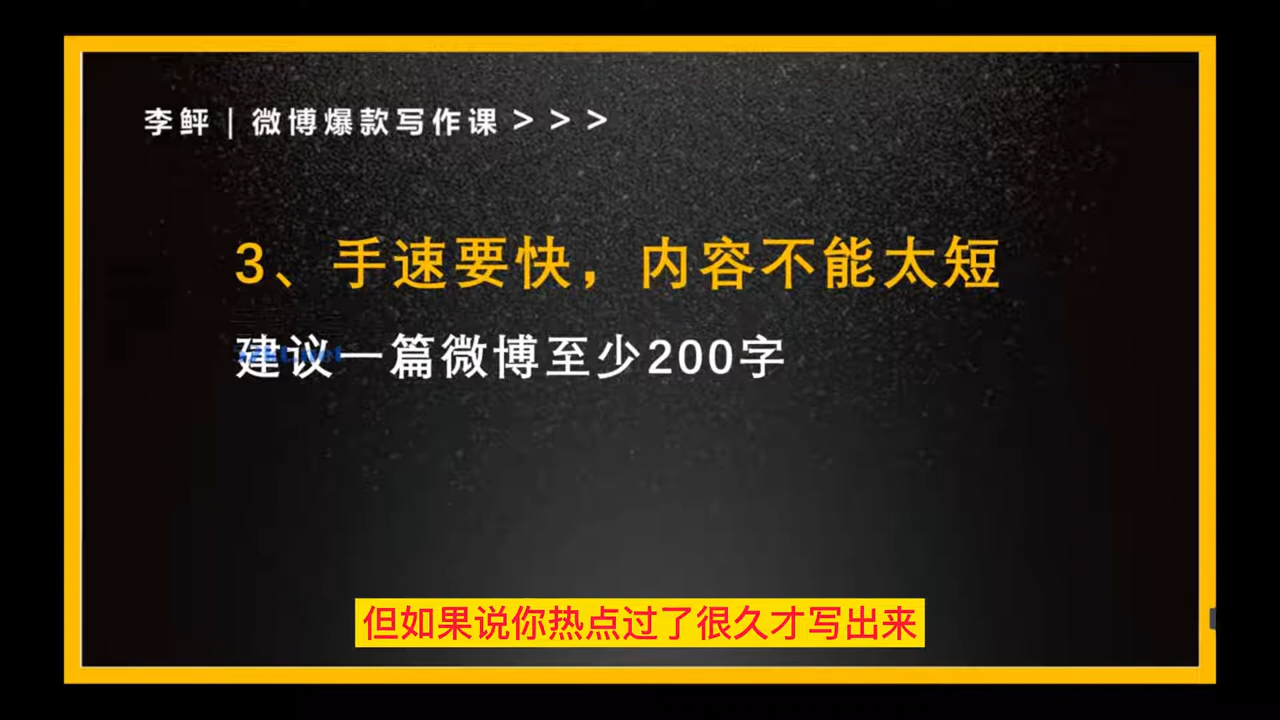 李鲆 | 微博爆款写作课 > > >
3、手速要快，内容不能太短
建议一篇微博至少200字
但如果说你热点过了很久才写出来